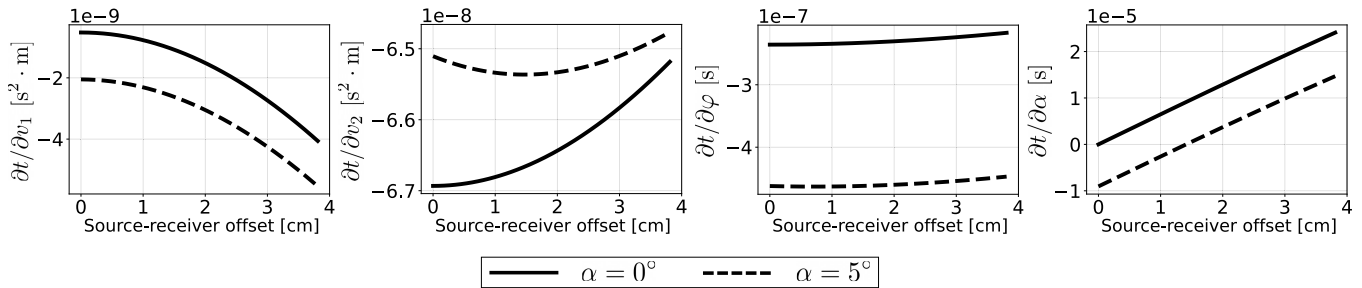 1e−9
∂t/∂v₁ [s² · m]
−2
−4
0 1 2 3 4
Source-receiver offset [cm]
1e−8
∂t/∂v₂ [s² · m]
−6.5
−6.6
−6.7
0 1 2 3 4
Source-receiver offset [cm]
1e−7
∂t/∂φ [s]
−3
−4
0 1 2 3 4
Source-receiver offset [cm]
1e−5
∂t/∂α [s]
2
1
0
−1
0 1 2 3 4
Source-receiver offset [cm]
α = 0° α = 5°